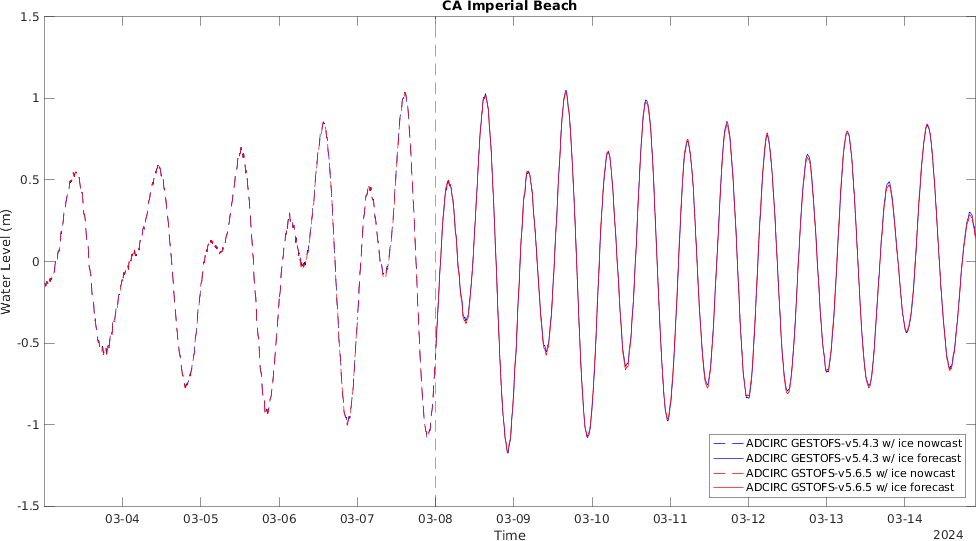 CA Imperial Beach
1.5
1
0.5
0
-0.5
-1
-1.5
Water Level (m)
03-04 03-05 03-06 03-07 03-08 03-09 03-10 03-11 03-12 03-13 03-14
Time
2024
ADCIRC GESTOFS-v5.4.3 w/ ice nowcast
ADCIRC GESTOFS-v5.4.3 w/ ice forecast
ADCIRC GSTOFS-v5.6.5 w/ ice nowcast
ADCIRC GSTOFS-v5.6.5 w/ ice forecast